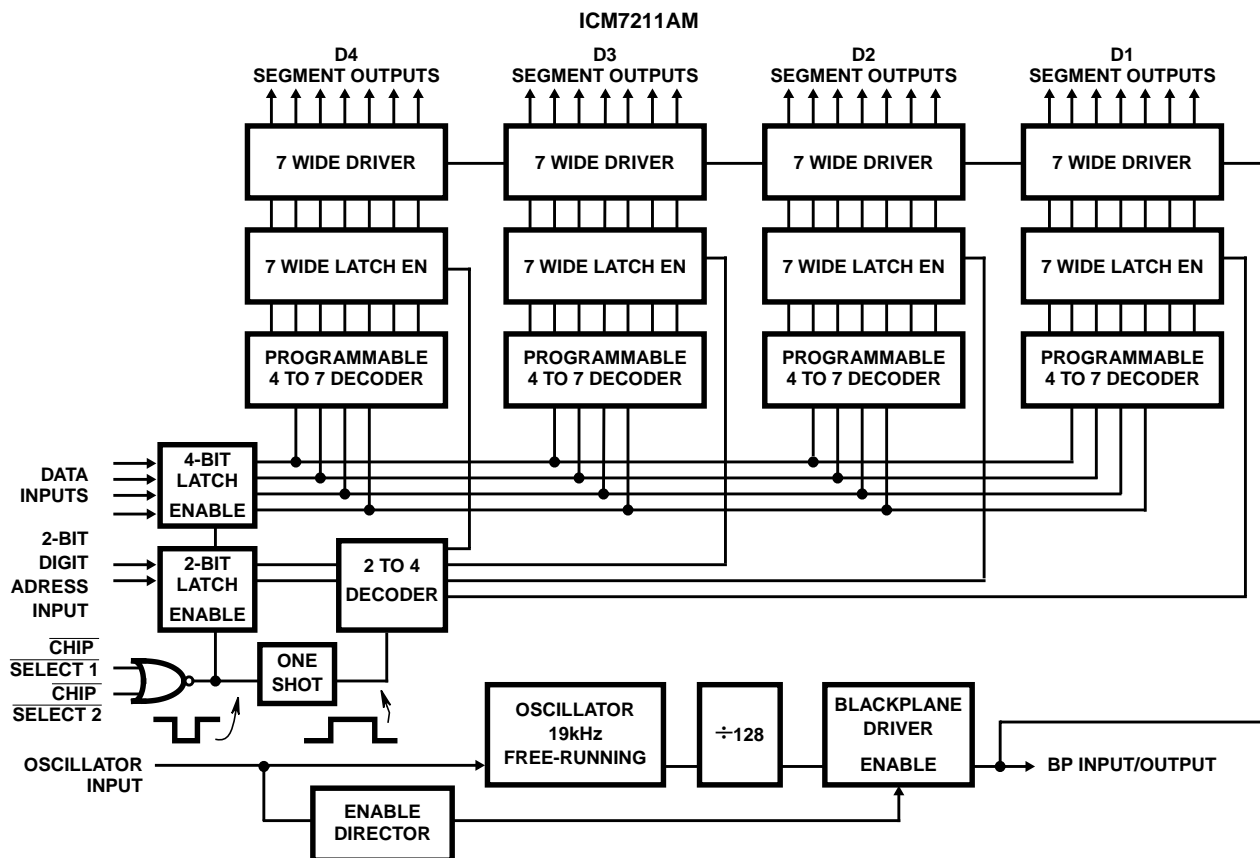 ICM7211AM
D4
SEGMENT OUTPUTS
D3
SEGMENT OUTPUTS
D2
SEGMENT OUTPUTS
D1
SEGMENT OUTPUTS
7 WIDE DRIVER
7 WIDE DRIVER
7 WIDE DRIVER
7 WIDE DRIVER
7 WIDE LATCH EN
7 WIDE LATCH EN
7 WIDE LATCH EN
7 WIDE LATCH EN
PROGRAMMABLE
4 TO 7 DECODER
PROGRAMMABLE
4 TO 7 DECODER
PROGRAMMABLE
4 TO 7 DECODER
PROGRAMMABLE
4 TO 7 DECODER
DATA
INPUTS
4-BIT
LATCH
ENABLE
2-BIT
DIGIT
ADRESS
INPUT
2-BIT
LATCH
ENABLE
2 TO 4
DECODER
CHIP
SELECT 1
CHIP
SELECT 2
ONE
SHOT
OSCILLATOR
19kHz
FREE-RUNNING
÷128
BLACKPLANE
DRIVER
ENABLE
BP INPUT/OUTPUT
OSCILLATOR
INPUT
ENABLE
DIRECTOR